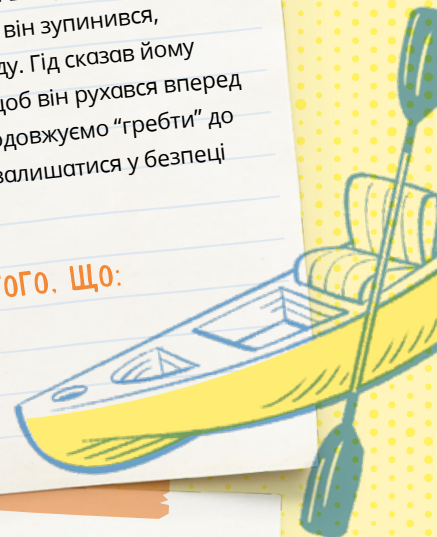 він зупинився,
ду. Гід сказав йому
щоб він рухався вперед
одовжуємо “гребти” до
залишатися у безпеці
ТОГО, ЩО: